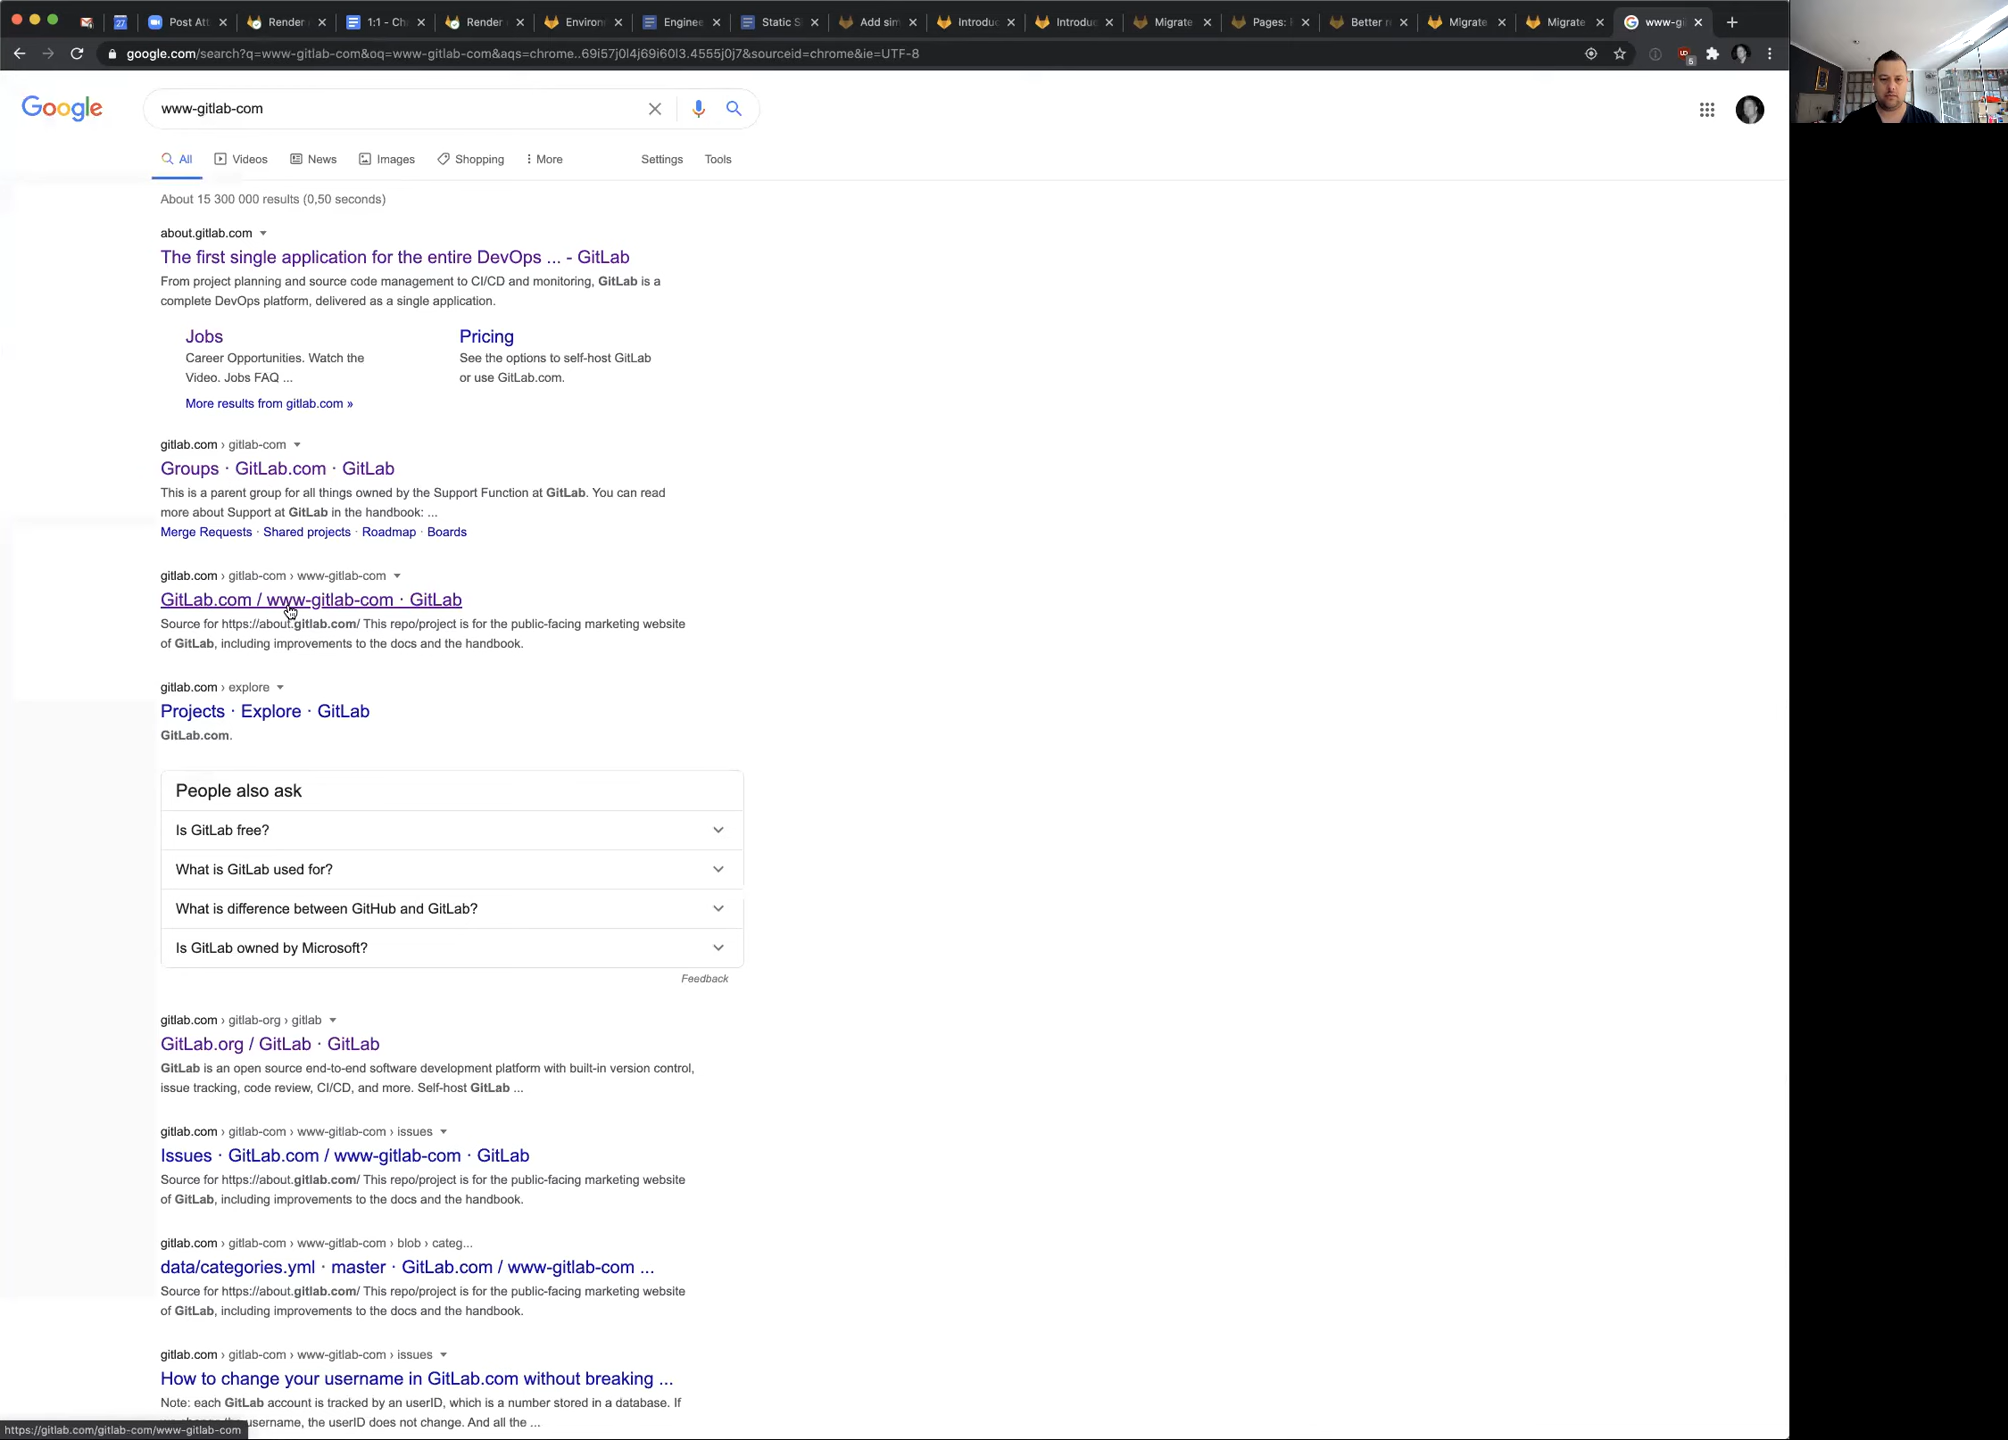 Post Att
Render
1:1 - Ch
Render
Environ
Enginee
Static S
Add sim
Introduc
Introdu
Migrate
Pages:
Better r
Migrate
Migrate
www-gi
google.com/search?q=www-gitlab-com&oq=www-gitlab-com&aqs=chrome..69i57j0l4j69i60l3.4555j0j7&sourceid=chrome&ie=UTF-8
Google
www-gitlab-com
All Videos News Images Shopping More Settings Tools
About 15 300 000 results (0,50 seconds)
about.gitlab.com
The first single application for the entire DevOps ... - GitLab
From project planning and source code management to CI/CD and monitoring, GitLab is a
complete DevOps platform, delivered as a single application.
Jobs
Career Opportunities. Watch the
Video. Jobs FAQ ...
Pricing
See the options to self-host GitLab
or use GitLab.com.
More results from gitlab.com »
gitlab.com › gitlab-com
Groups · GitLab.com · GitLab
This is a parent group for all things owned by the Support Function at GitLab. You can read
more about Support at GitLab in the handbook: ...
Merge Requests · Shared projects · Roadmap · Boards
gitlab.com › gitlab-com › www-gitlab-com
GitLab.com / www-gitlab-com · GitLab
Source for https://about.gitlab.com/ This repo/project is for the public-facing marketing website
of GitLab, including improvements to the docs and the handbook.
gitlab.com › explore
Projects · Explore · GitLab
GitLab.com.
People also ask
Is GitLab free?
What is GitLab used for?
What is difference between GitHub and GitLab?
Is GitLab owned by Microsoft?
Feedback
gitlab.com › gitlab-org › gitlab
GitLab.org / GitLab · GitLab
GitLab is an open source end-to-end software development platform with built-in version control,
issue tracking, code review, CI/CD, and more. Self-host GitLab ...
gitlab.com › gitlab-com › www-gitlab-com › issues
Issues · GitLab.com / www-gitlab-com · GitLab
Source for https://about.gitlab.com/ This repo/project is for the public-facing marketing website
of GitLab, including improvements to the docs and the handbook.
gitlab.com › gitlab-com › www-gitlab-com › blob › categ...
data/categories.yml · master · GitLab.com / www-gitlab-com ...
Source for https://about.gitlab.com/ This repo/project is for the public-facing marketing website
of GitLab, including improvements to the docs and the handbook.
gitlab.com › gitlab-com › www-gitlab-com › issues
How to change your username in GitLab.com without breaking ...
Note: each GitLab account is tracked by an userID, which is a number stored in a database. If
username, the userID does not change. And all the ...
https://gitlab.com/gitlab-com/www-gitlab-com